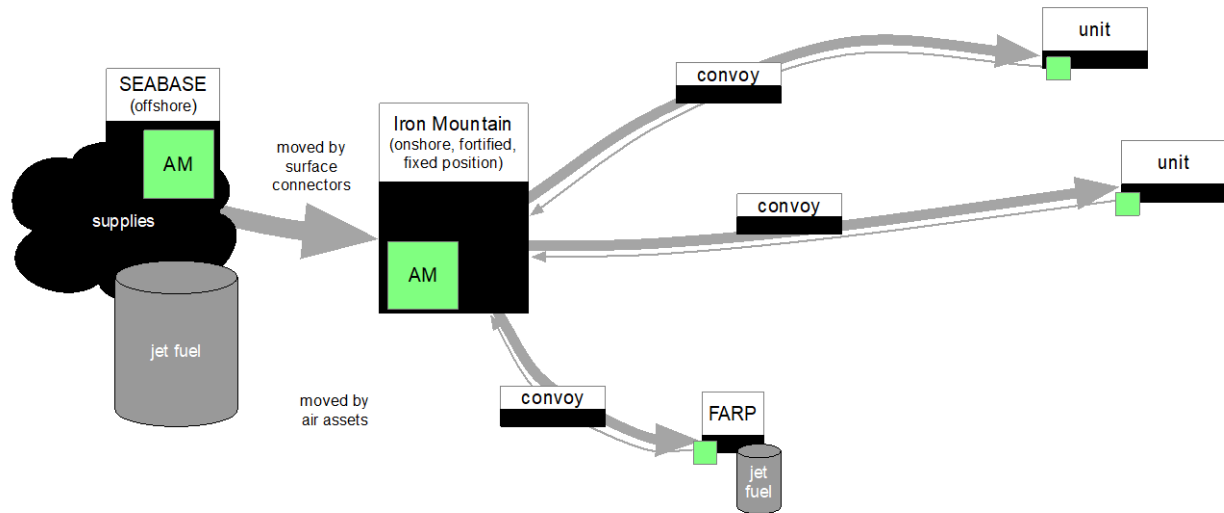 SEABASE
(offshore)
AM
supplies
jet fuel
moved by
surface
connectors
moved by
air assets
Iron Mountain
(onshore, fortified,
fixed position)
AM
convoy
unit
convoy
unit
convoy
FARP
jet
fuel